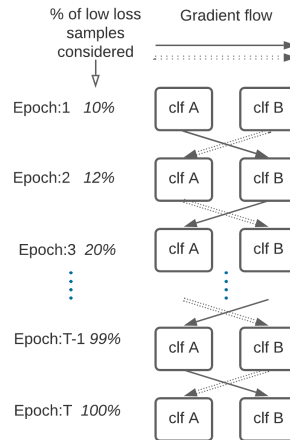 % of low loss
samples
considered
Gradient flow
Epoch:1 10%
clf A
clf B
Epoch:2 12%
clf A
clf B
Epoch:3 20%
clf A
clf B
Epoch:T-1 99%
clf A
clf B
Epoch:T 100%
clf A
clf B